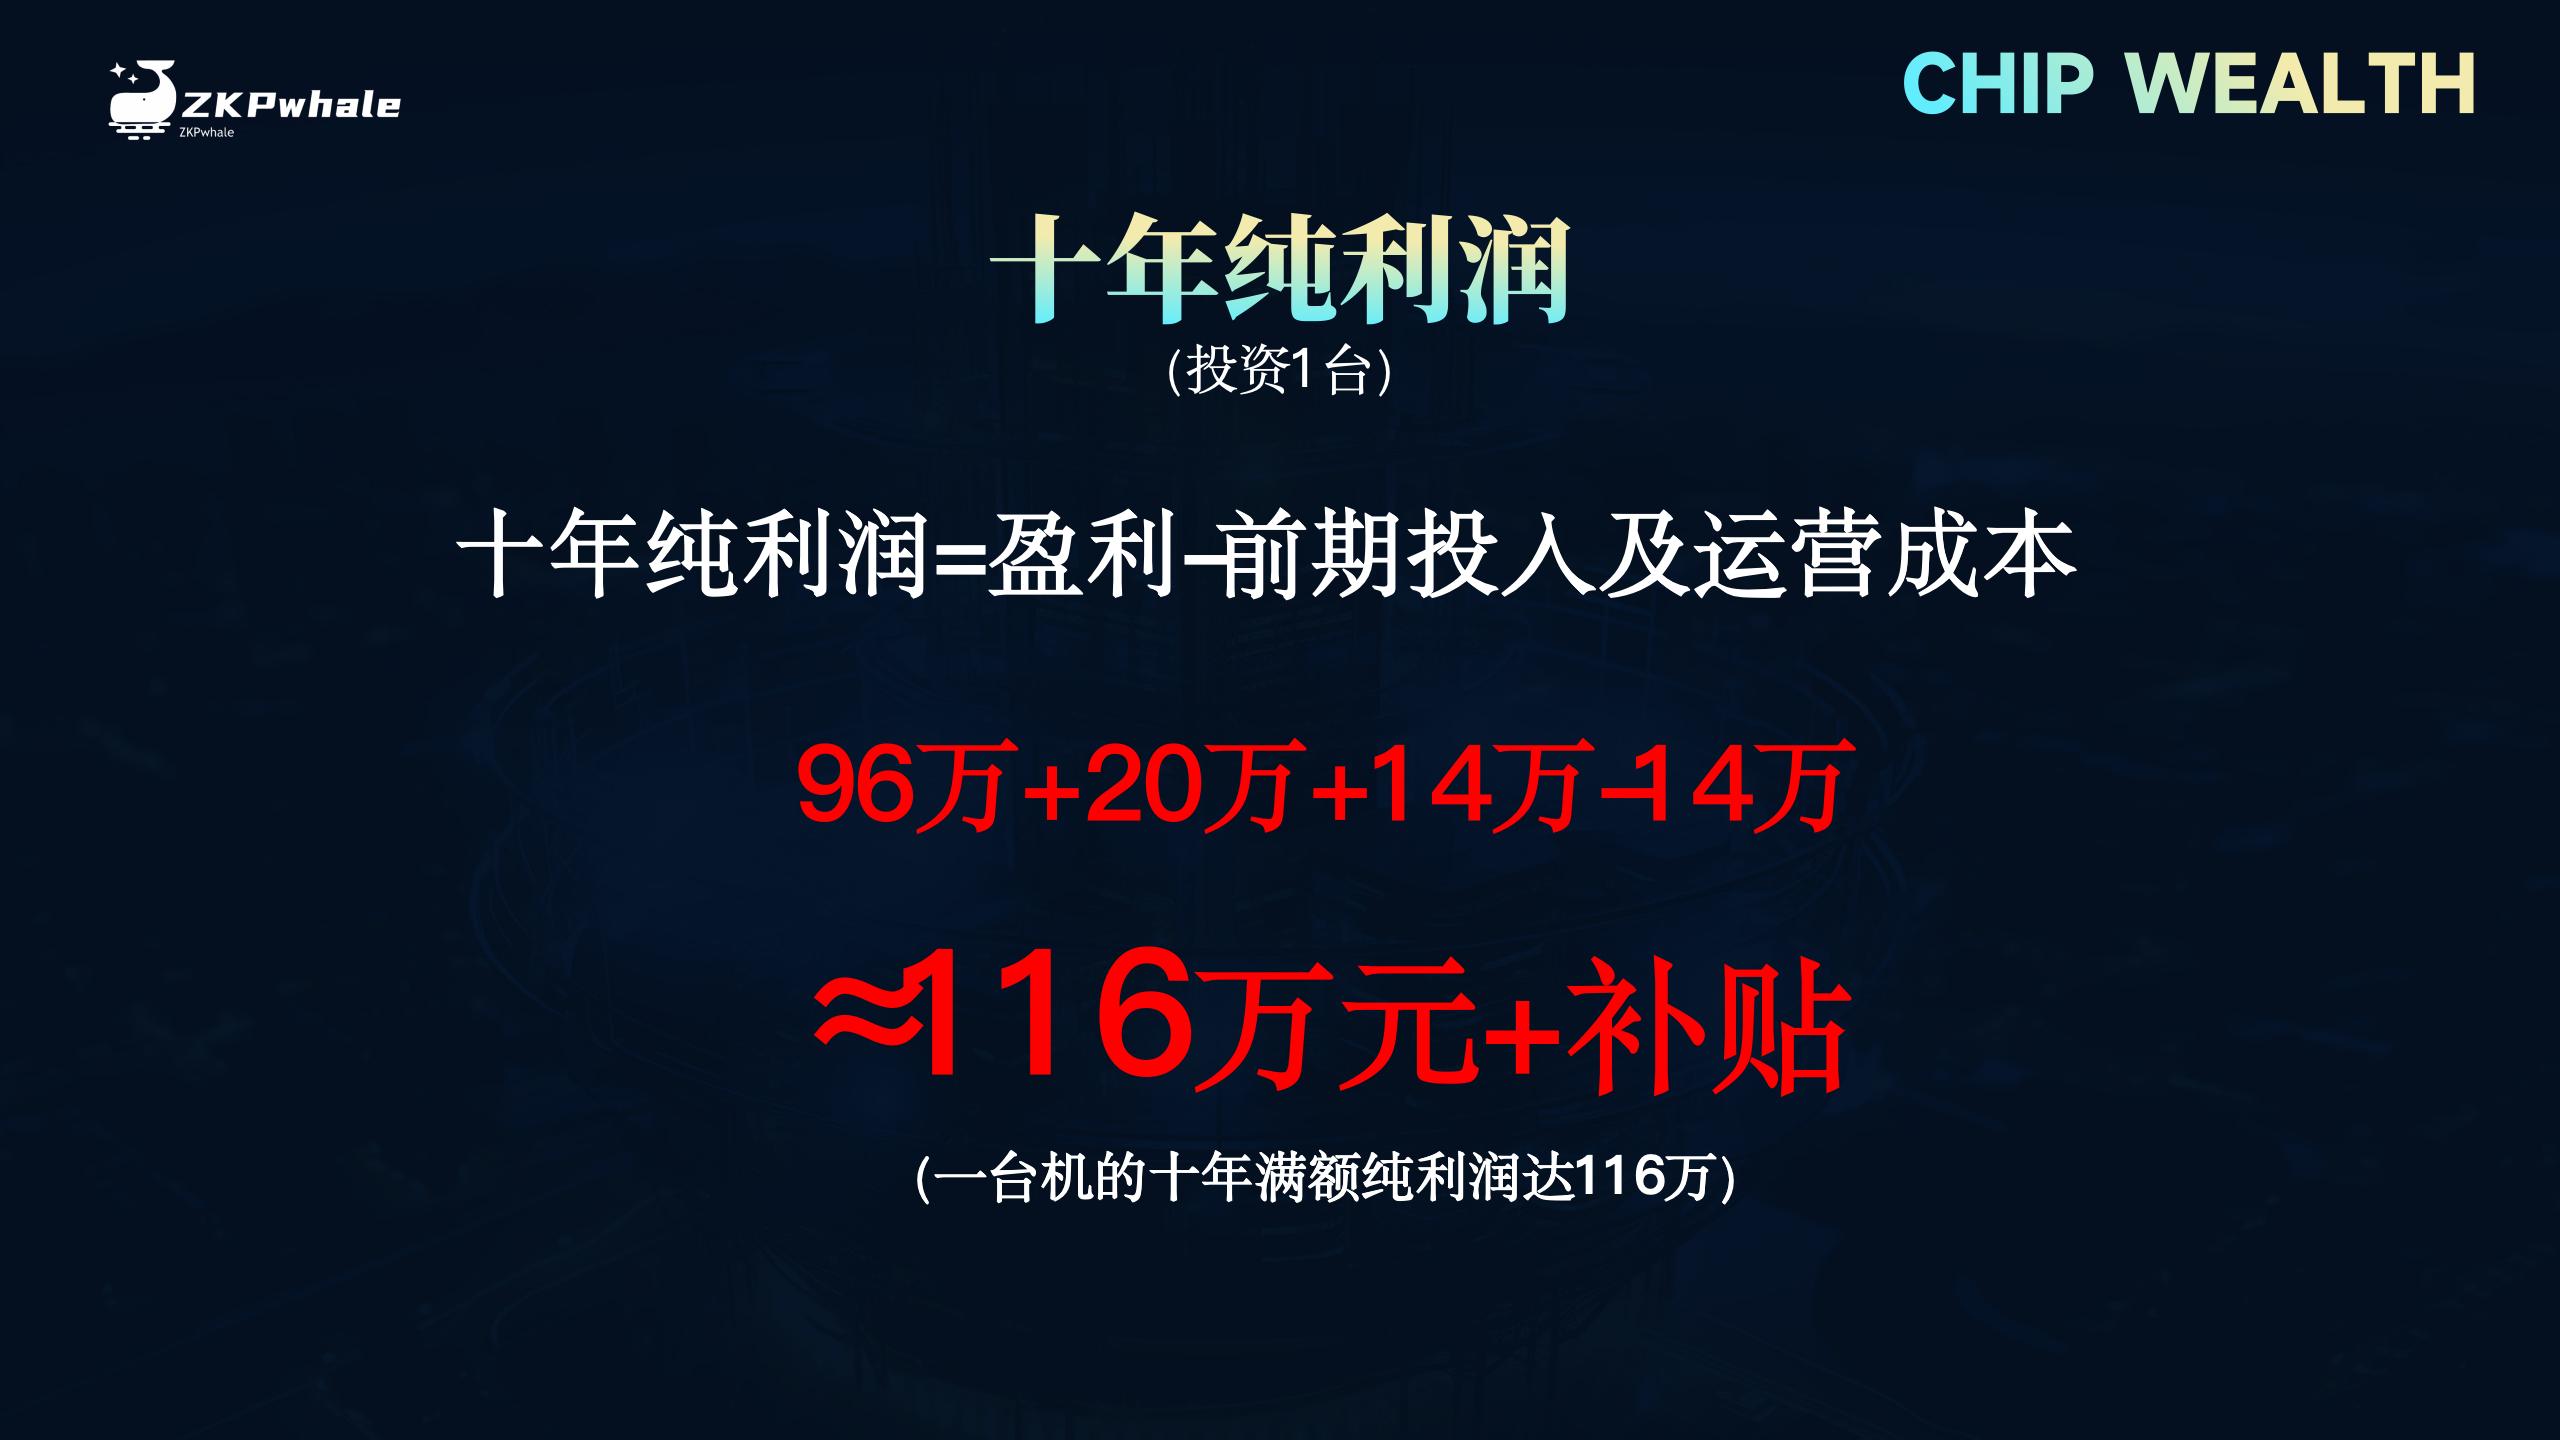 ZKPwhale
ZKPwhale
CHIP WEALTH
十年纯利润
(投资1台)
十年纯利润=盈利-前期投入及运营成本
96万+20万+14万-14万
≈116万元+补贴
(一台机的十年满额纯利润达116万)